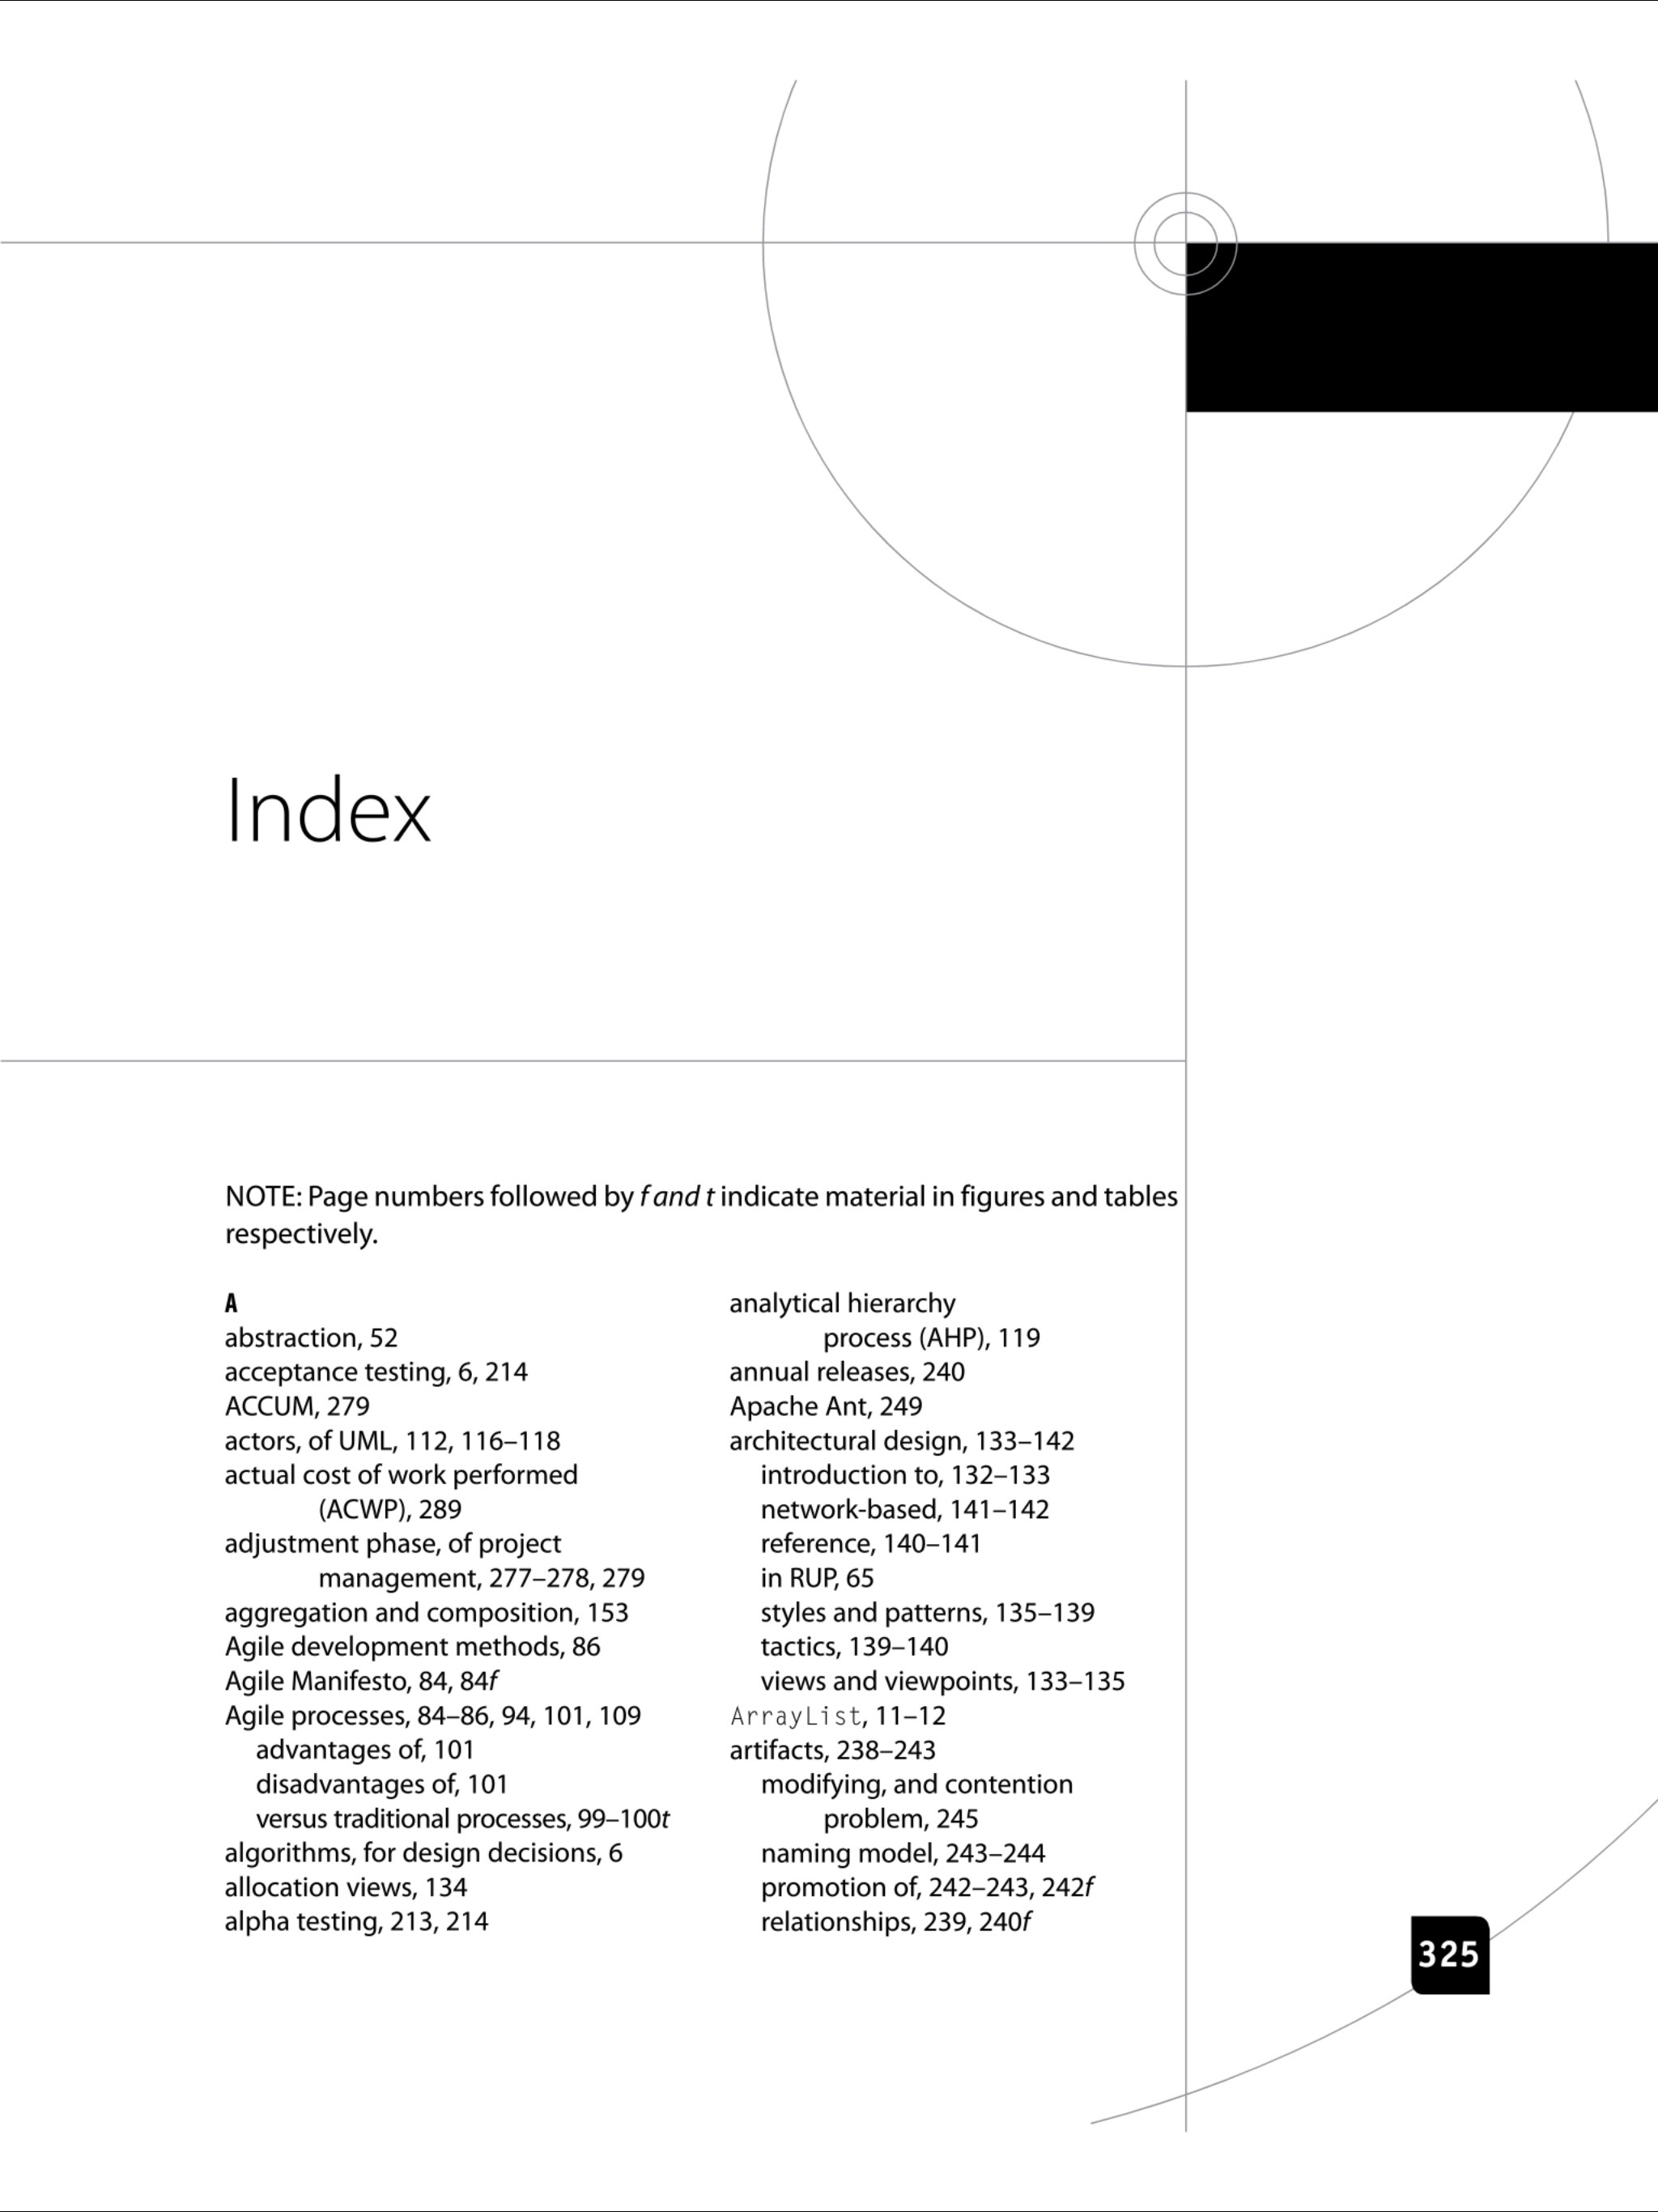 Index
NOTE: Page numbers followed by f and t indicate material in figures and tables
respectively.
A
abstraction, 52
acceptance testing, 6, 214
ACCUM, 279
actors, of UML, 112, 116–118
actual cost of work performed
(ACWP), 289
adjustment phase, of project
management, 277–278, 279
aggregation and composition, 153
Agile development methods, 86
Agile Manifesto, 84, 84f
Agile processes, 84–86, 94, 101, 109
advantages of, 101
disadvantages of, 101
versus traditional processes, 99–100t
algorithms, for design decisions, 6
allocation views, 134
alpha testing, 213, 214
analytical hierarchy
process (AHP), 119
annual releases, 240
Apache Ant, 249
architectural design, 133–142
introduction to, 132–133
network-based, 141–142
reference, 140–141
in RUP, 65
styles and patterns, 135–139
tactics, 139–140
views and viewpoints, 133–135
ArrayList, 11–12
artifacts, 238–243
modifying, and contention
problem, 245
naming model, 243–244
promotion of, 242–243, 242f
relationships, 239, 240f
325